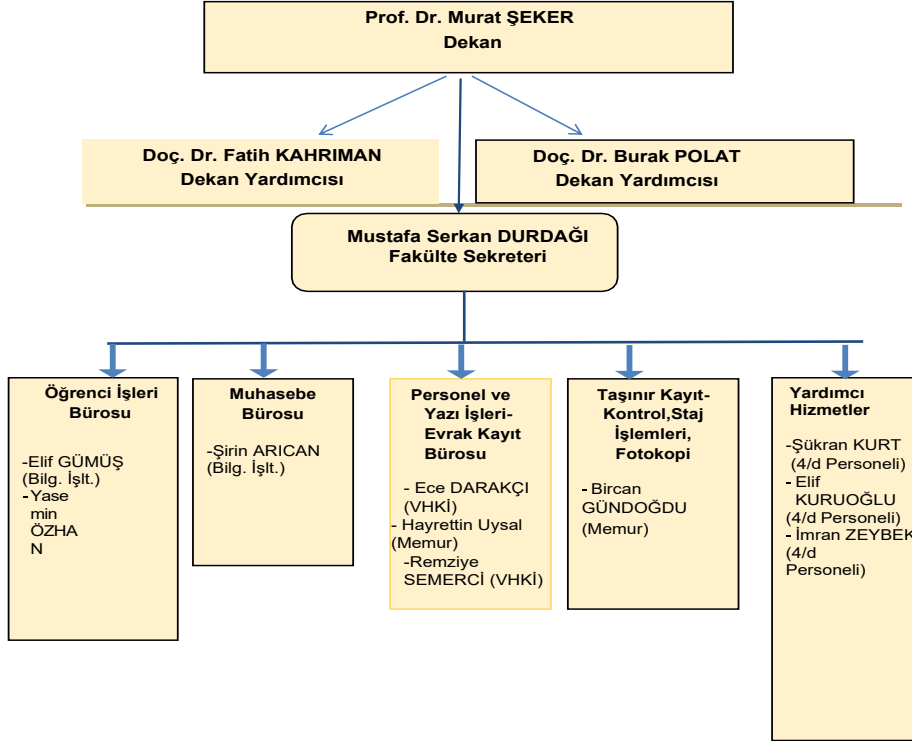 Prof. Dr. Murat ŞEKER
Dekan
Doç. Dr. Fatih KAHRIMAN
Dekan Yardımcısı
Doç. Dr. Burak POLAT
Dekan Yardımcısı
Mustafa Serkan DURDAĞI
Fakülte Sekreteri
Öğrenci İşleri
Bürosu
-Elif GÜMÜŞ
(Bilg. İşlt.)
-Yase
min
ÖZHA
N
Muhasebe
Bürosu
-Şirin ARICAN
(Bilg. İşlt.)
Personel ve
Yazı İşleri-
Evrak Kayıt
Bürosu
- Ece DARAKÇI
(VHKİ)
- Hayrettin Uysal
(Memur)
-Remziye
SEMERCİ (VHKİ)
Taşınır Kayıt-
Kontrol,Staj
İşlemleri,
Fotokopi
- Bircan
GÜNDOĞDU
(Memur)
Yardımcı
Hizmetler
-Şükran KURT
(4/d Personeli)
- Elif
KURUOĞLU
(4/d Personeli)
- İmran ZEYBEK
(4/d
Personeli)